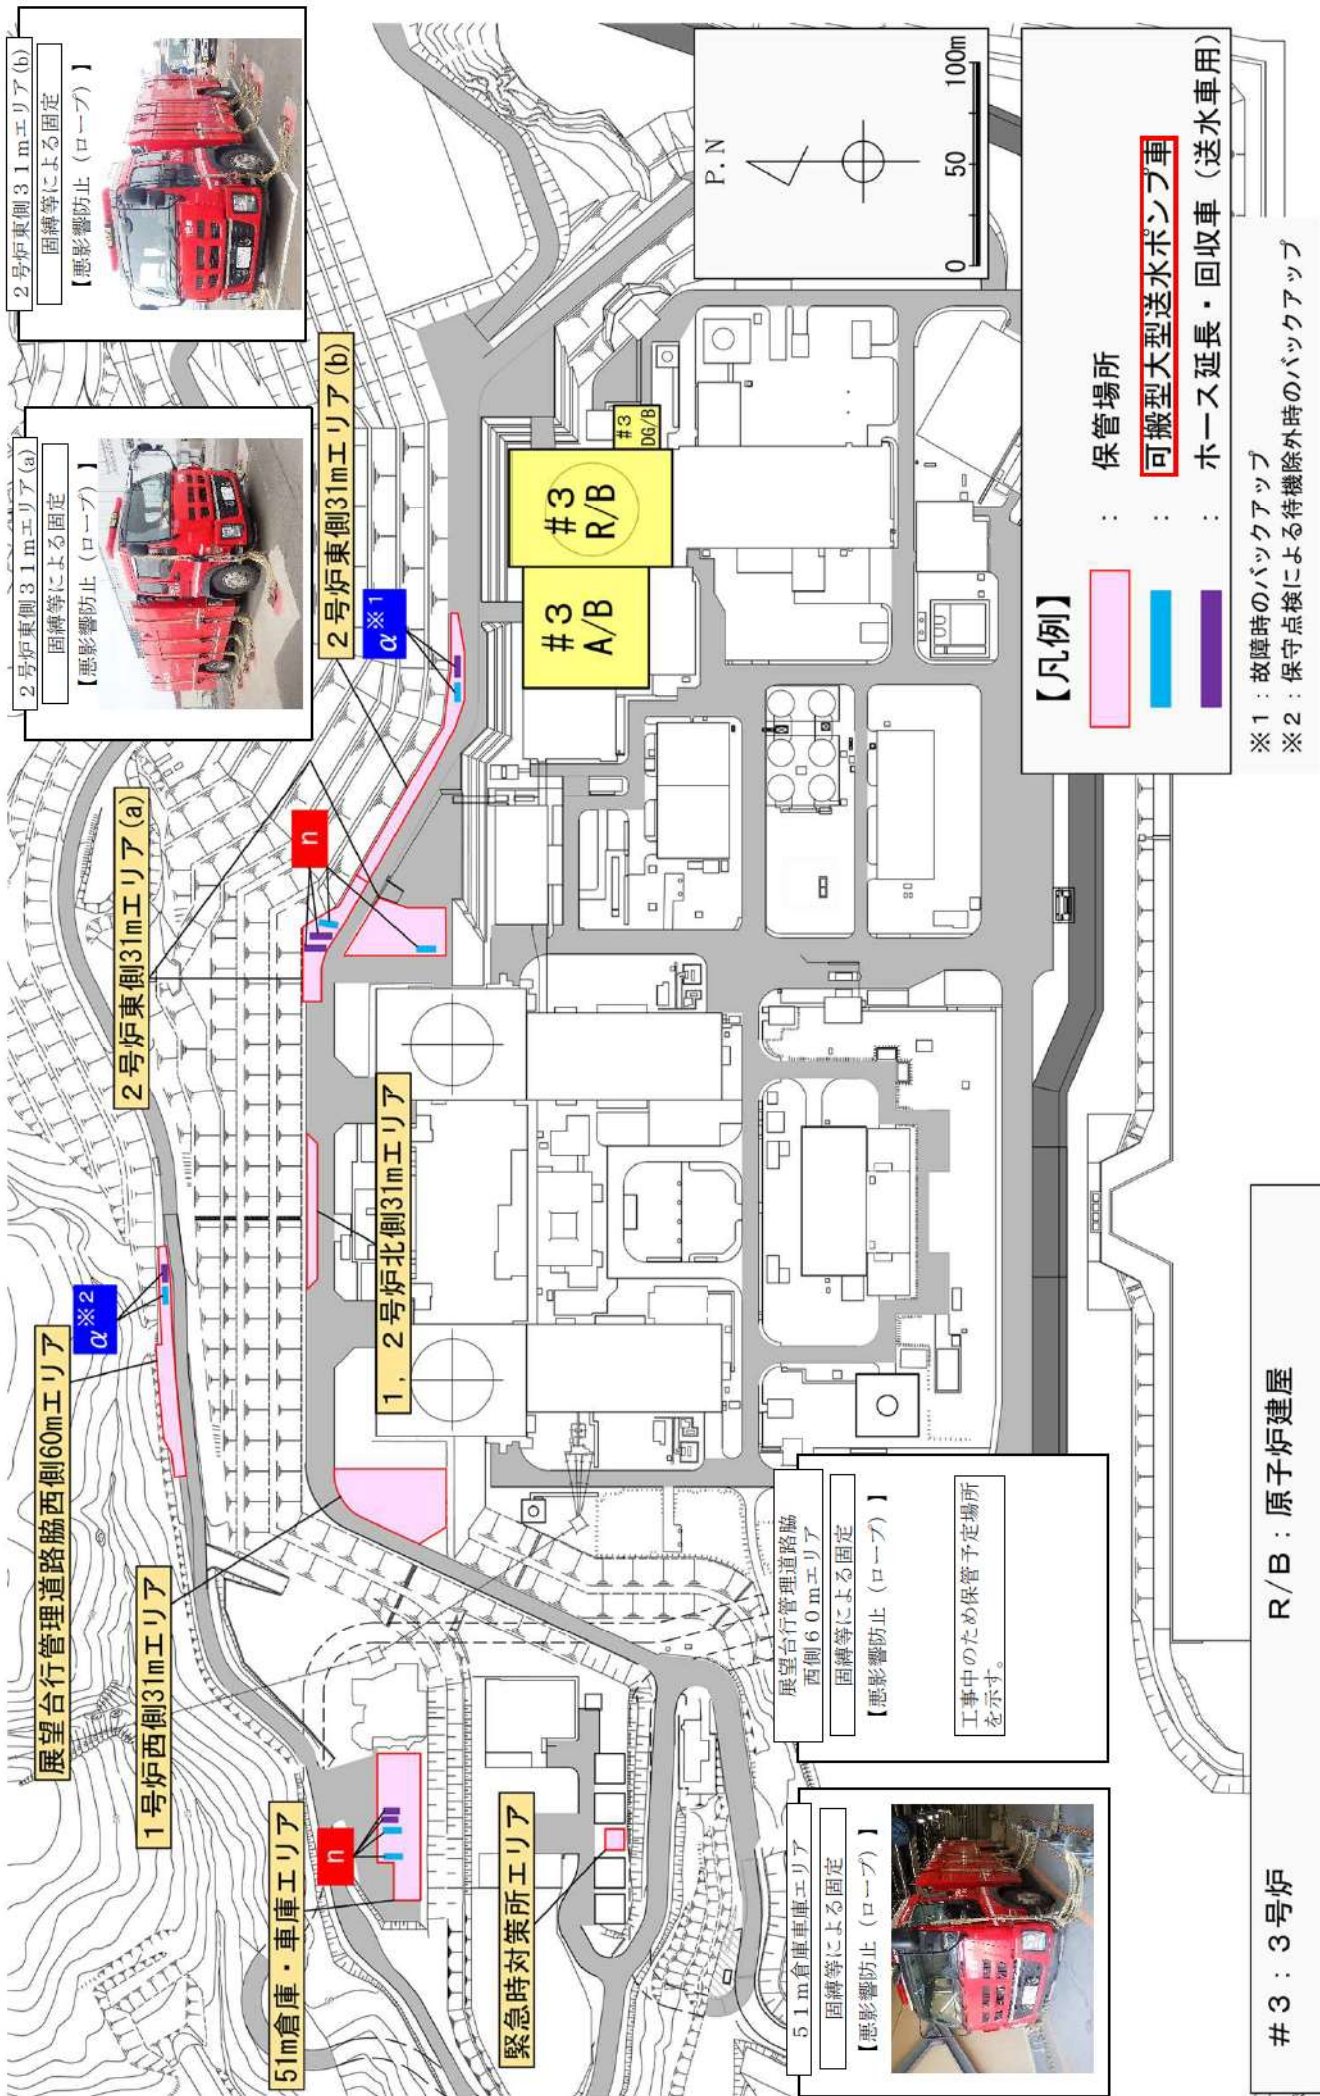 2号炉東側31mエリア(a)
固縛等による固定
【悪影響防止(ロープ)】
2号炉東側31mエリア(b)
固縛等による固定
【悪影響防止(ロープ)】
展望台行管理道路脇西側60mエリア
α※2
1号炉西側31mエリア
51m倉庫・車庫エリア
n
緊急時対策所エリア
2号炉東側31mエリア(a)
n
1, 2号炉北側31mエリア
2号炉東側31mエリア(b)
α※1
#3
A/B
#3
R/B
#3
DG/B
P.N
0 50 100m
51m倉庫車庫エリア
固縛等による固定
【悪影響防止(ロープ)】
展望台行管理道路脇
西側60mエリア
固縛等による固定
【悪影響防止(ロープ)】
工事中のため保管予定場所
を示す。
【凡例】
: 保管場所
: 可搬型大型送水ポンプ車
: ホース延長・回収車(送水車用)
※1:故障時のバックアップ
※2:保守点検による待機除外時のバックアップ
#3:3号炉 R/B:原子炉建屋